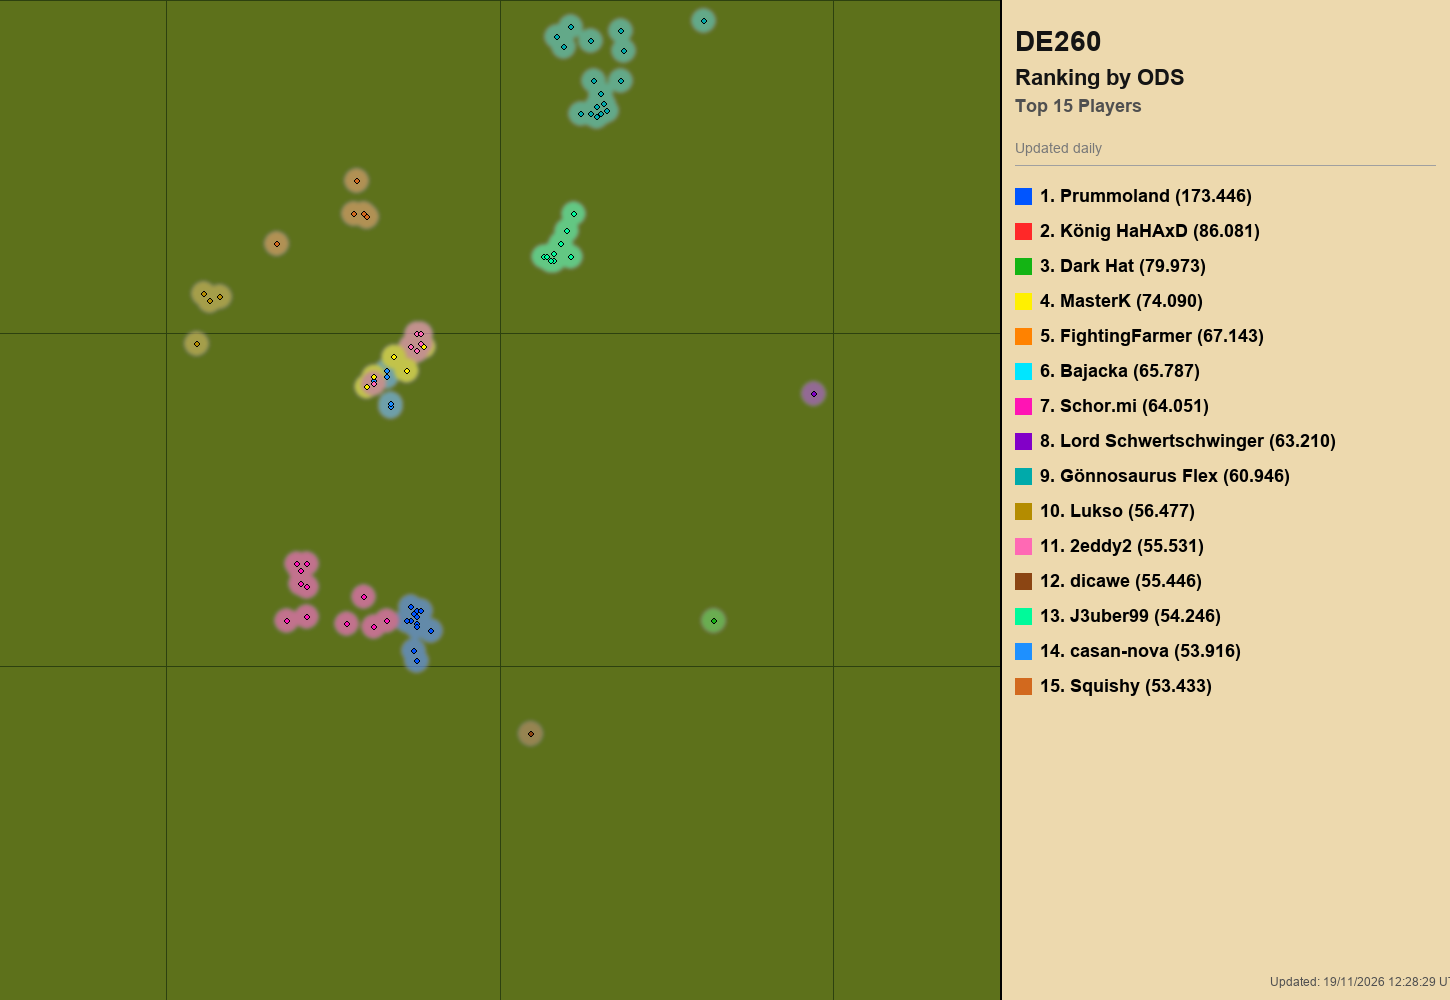 DE260
Ranking by ODS
Top 15 Players
Updated daily
1. Prummoland (173.446)
2. König HaHAxD (86.081)
3. Dark Hat (79.973)
4. MasterK (74.090)
5. FightingFarmer (67.143)
6. Bajacka (65.787)
7. Schor.mi (64.051)
8. Lord Schwertschwinger (63.210)
9. Gönnosaurus Flex (60.946)
10. Lukso (56.477)
11. 2eddy2 (55.531)
12. dicawe (55.446)
13. J3uber99 (54.246)
14. casan-nova (53.916)
15. Squishy (53.433)
Updated: 19/11/2026 12:28:29